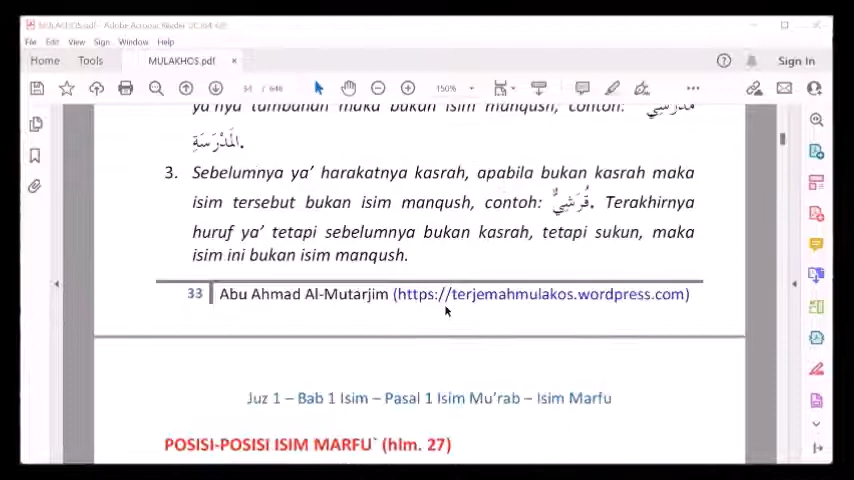 MULAKHOS.pdf - Adobe Acrobat Reader DC (64-bit)
File Edit View Sign Window Help
Home Tools MULAKHOS.pdf × Sign In
54 / 646 150%
ya'nya tambahan maka bukan isim manqush, contoh: مَدْرَسِي
الَمَدْرَسَةِ.
3. Sebelumnya ya’ harakatnya kasrah, apabila bukan kasrah maka
isim tersebut bukan isim manqush, contoh: قُرَشِيٌّ. Terakhirnya
huruf ya’ tetapi sebelumnya bukan kasrah, tetapi sukun, maka
isim ini bukan isim manqush.
33 Abu Ahmad Al-Mutarjim (https://terjemahmulakos.wordpress.com)
Juz 1 – Bab 1 Isim – Pasal 1 Isim Mu’rab – Isim Marfu
POSISI-POSISI ISIM MARFU` (hlm. 27)